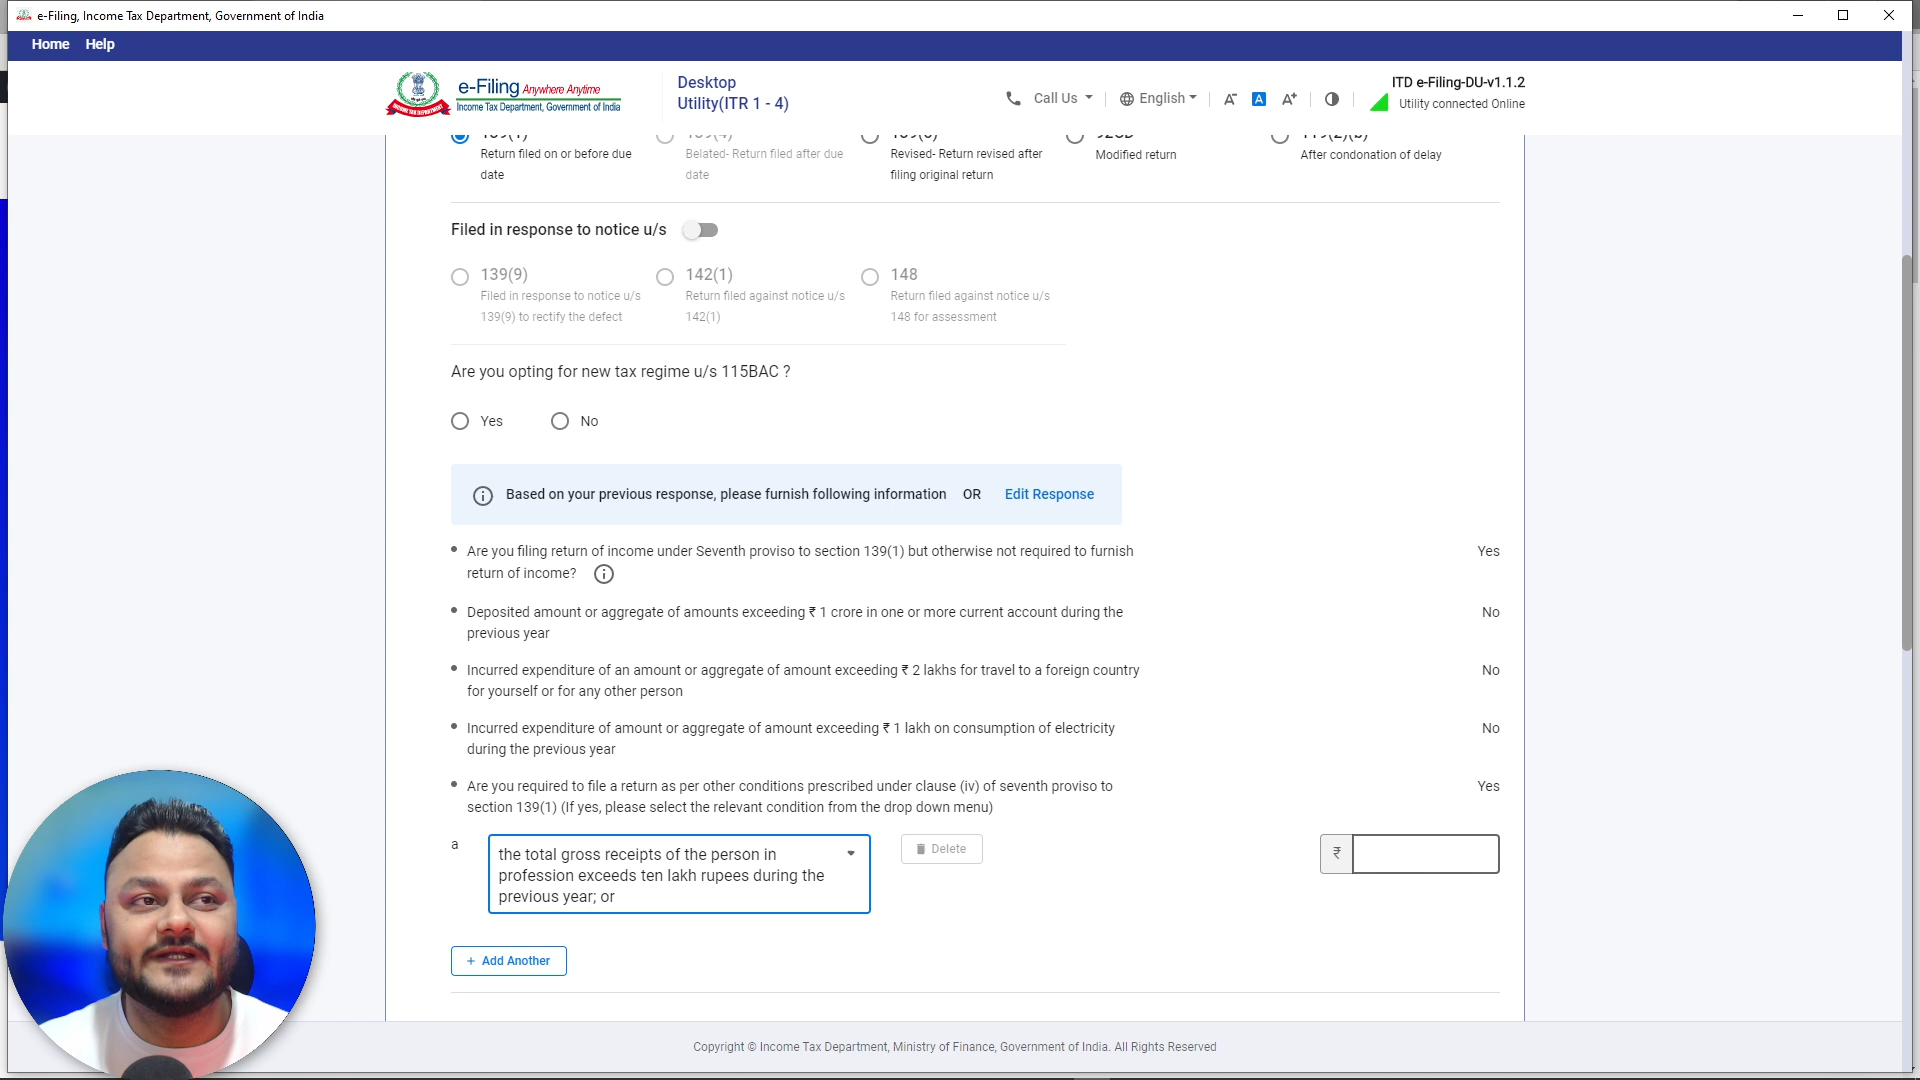 e-Filing, Income Tax Department, Government of India
Home Help
e-Filing Anywhere Anytime
Income Tax Department, Government of India
Desktop
Utility(ITR 1 - 4)
Call Us
English
A-
A
A+
ITD e-Filing-DU-v1.1.2
Utility connected Online
Return filed on or before due
date
Belated- Return filed after due
date
Revised- Return revised after
filing original return
Modified return
After condonation of delay
Filed in response to notice u/s
139(9)
Filed in response to notice u/s
139(9) to rectify the defect
142(1)
Return filed against notice u/s
142(1)
148
Return filed against notice u/s
148 for assessment
Are you opting for new tax regime u/s 115BAC ?
Yes No
Based on your previous response, please furnish following information OR Edit Response
• Are you filing return of income under Seventh proviso to section 139(1) but otherwise not required to furnish Yes
return of income?
• Deposited amount or aggregate of amounts exceeding ₹ 1 crore in one or more current account during the No
previous year
• Incurred expenditure of an amount or aggregate of amount exceeding ₹ 2 lakhs for travel to a foreign country No
for yourself or for any other person
• Incurred expenditure of amount or aggregate of amount exceeding ₹ 1 lakh on consumption of electricity No
during the previous year
• Are you required to file a return as per other conditions prescribed under clause (iv) of seventh proviso to Yes
section 139(1) (If yes, please select the relevant condition from the drop down menu)
a
the total gross receipts of the person in
profession exceeds ten lakh rupees during the
previous year; or
Delete
₹
+ Add Another
Copyright © Income Tax Department, Ministry of Finance, Government of India. All Rights Reserved